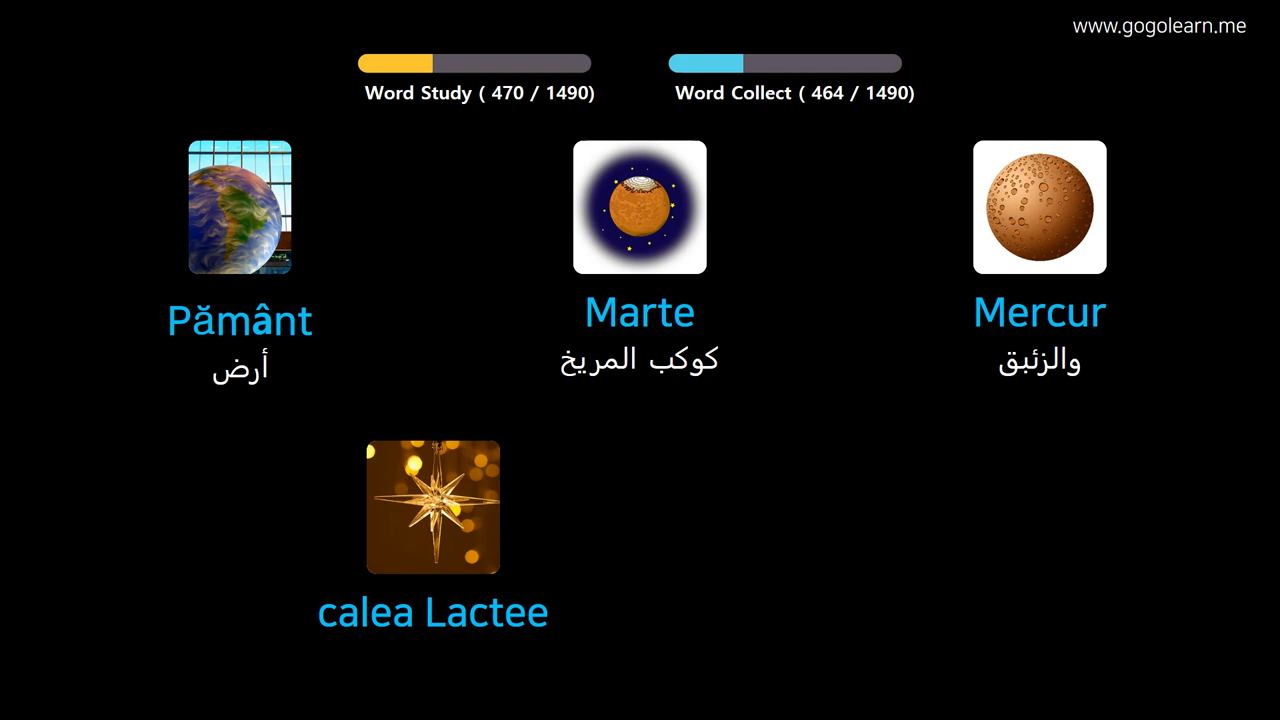 www.gogolearn.me
Word Study ( 470 / 1490)
Word Collect ( 464 / 1490)
Pământ
أرض
Marte
كوكب المريخ
Mercur
والزئبق
calea Lactee